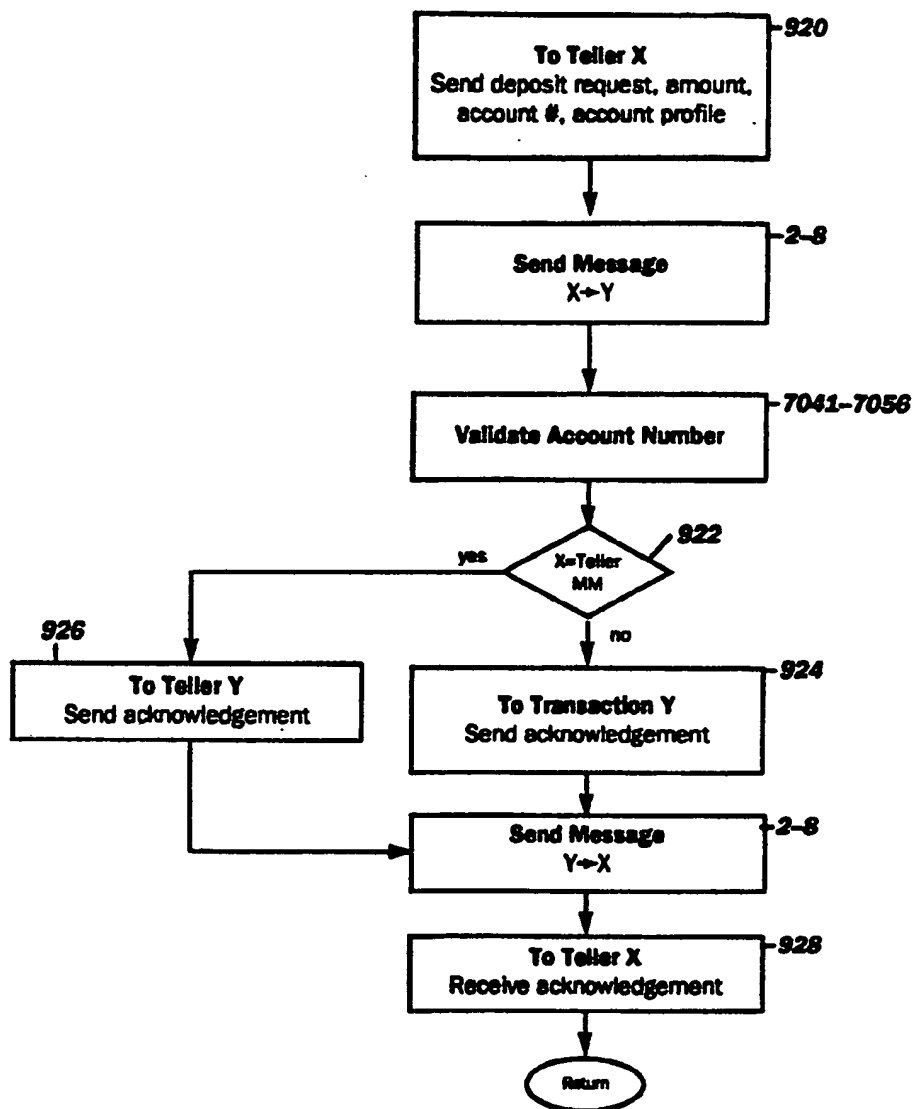 920
To Teller X
Send deposit request, amount,
account #, account profile
2-8
Send Message
X→Y
7041-7056
Validate Account Number
922
X=Teller
MM
yes
no
926
To Teller Y
Send acknowledgement
924
To Transaction Y
Send acknowledgement
2-8
Send Message
Y→X
928
To Teller X
Receive acknowledgement
Return